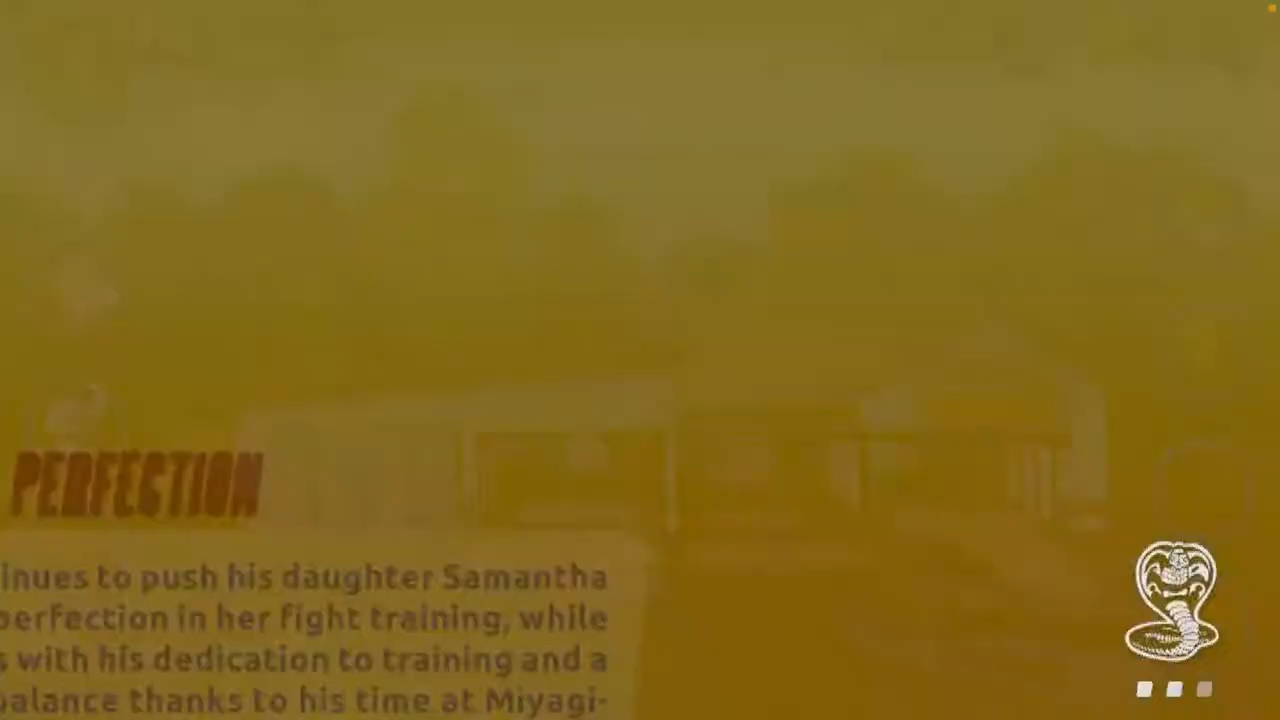 PERFECTION
inues to push his daughter Samantha
perfection in her fight training, while
s with his dedication to training and a
balance thanks to his time at Miyagi-